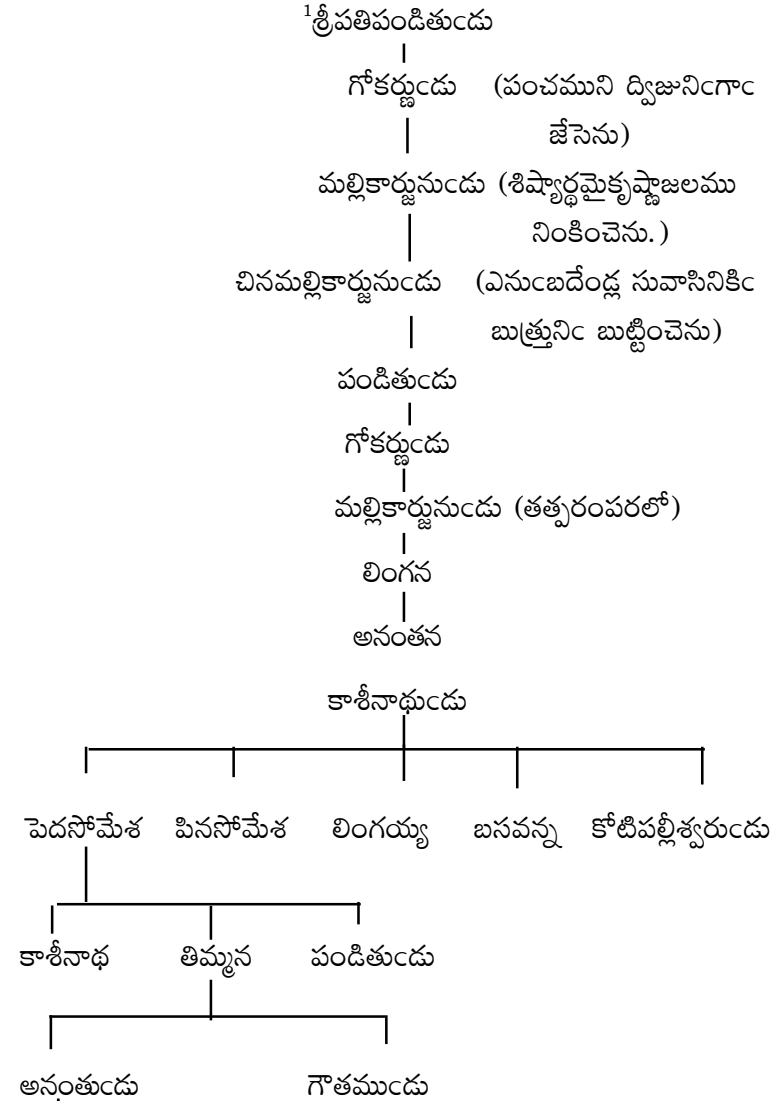 ¹శ్రీపతిపండితుఁడు
గోకర్ణుఁడు (పంచముని ద్విజునిఁగాఁ
జేసెను)
మల్లికార్జునుఁడు (శిష్యార్థమైకృష్ణాజలము
నింకించెను.)
చినమల్లికార్జునుఁడు (ఎనుఁబదేండ్ల సువాసినికిఁ
బుత్త్రునిఁ బుట్టించెను)
పండితుఁడు
గోకర్ణుఁడు
మల్లికార్జునుఁడు (తత్పరంపరలో)
లింగన
అనంతన
కాశీనాథుఁడు
పెదసోమేశ పినసోమేశ లింగయ్య బసవన్న కోటిపల్లీశ్వరుఁడు
కాశీనాథ తిమ్మన పండితుఁడు
అనంతుఁడు గౌతముఁడు